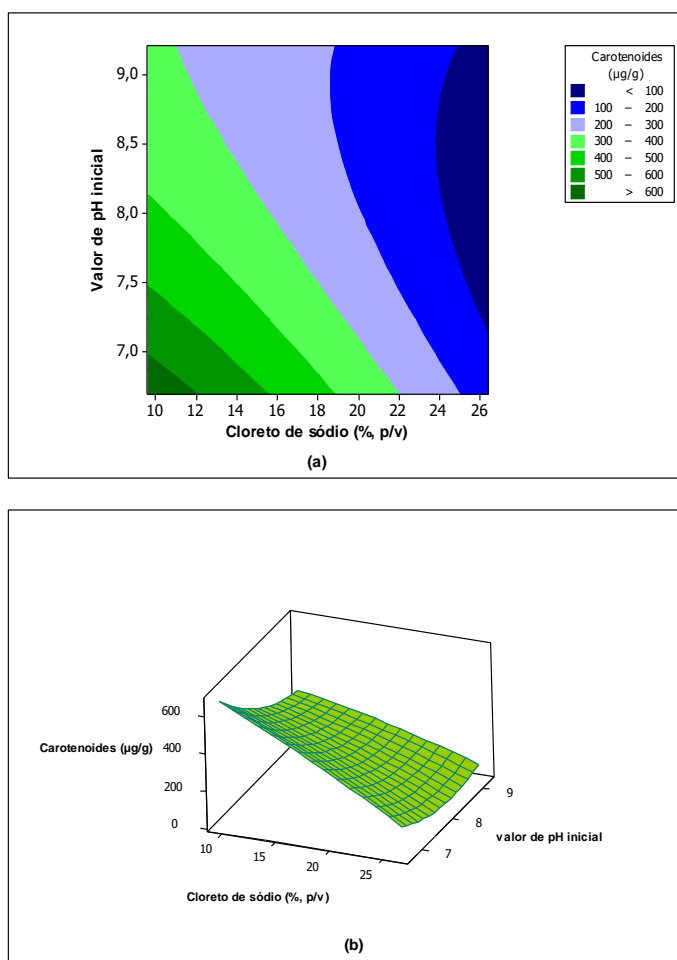 Carotenoides
(µg/g)
< 100
100 – 200
200 – 300
300 – 400
400 – 500
500 – 600
> 600
9,0
8,5
8,0
7,5
7,0
Valor de pH inicial
10 12 14 16 18 20 22 24 26
Cloreto de sódio (%, p/v)
(a)
600
400
200
0
Carotenoides (µg/g)
10 15 20 25
Cloreto de sódio (%, p/v)
9
8
7
valor de pH inicial
(b)